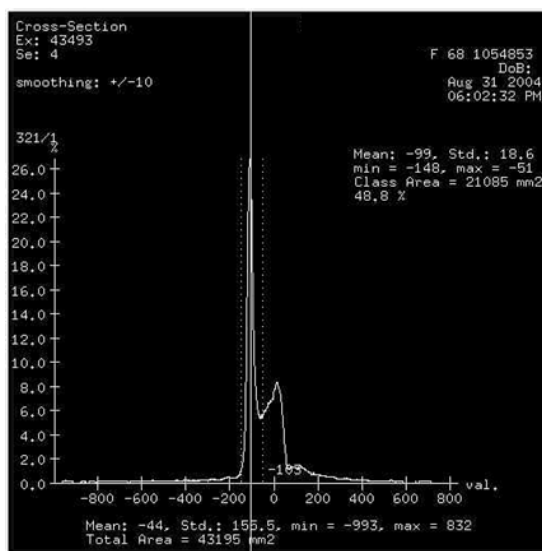 Cross-Section
Ex: 43493
Se: 4
F 68 1054853
DoB:
smoothing: +/-10
Aug 31 2004
06:02:32 PM
321/1
%
Mean: -99, Std.: 18.6
min = -148, max = -51
Class Area = 21085 mm2
48.8 %
26.0
24.0
22.0
20.0
18.0
16.0
14.0
12.0
10.0
8.0
6.0
4.0
2.0
0.0
-103
-800 -600 -400 -200 0 200 400 600 800 val.
Mean: -44, Std.: 155.5, min = -993, max = 832
Total Area = 43195 mm2